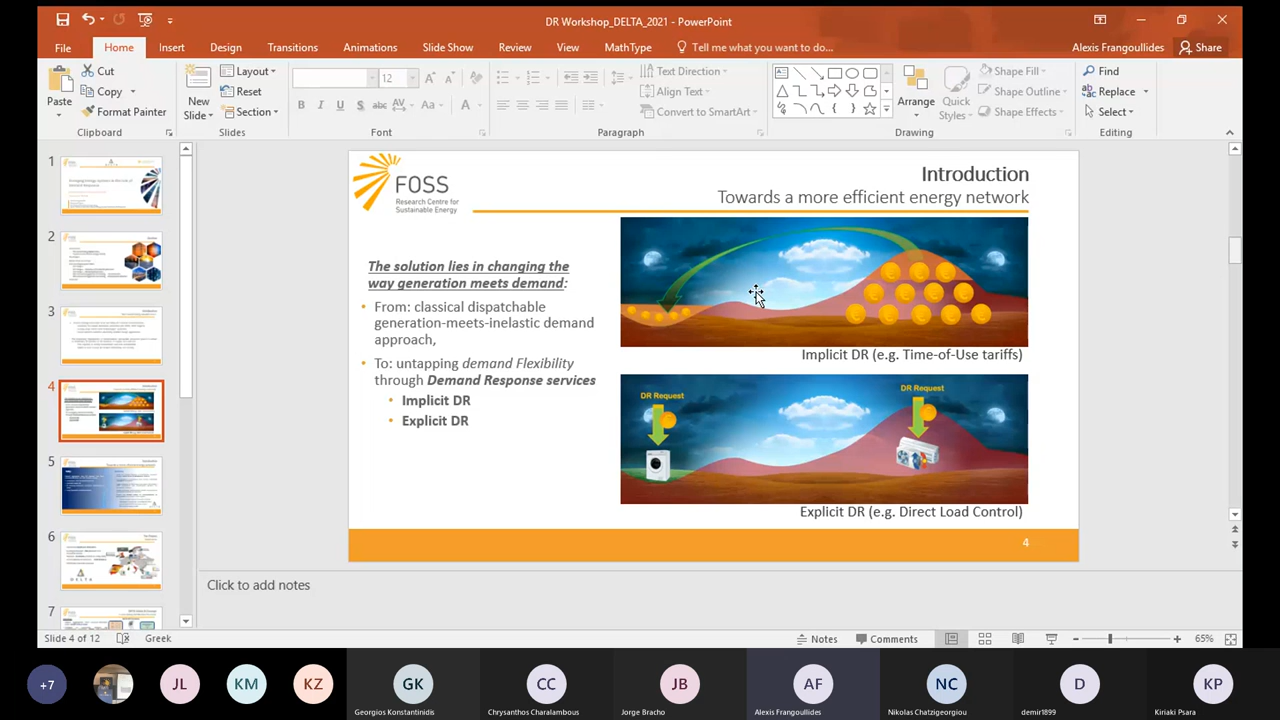 DR Workshop_DELTA_2021 - PowerPoint
File
Home
Insert
Design
Transitions
Animations
Slide Show
Review
View
MathType
Tell me what you want to do...
Alexis Frangoullides
Share
Paste
Cut
Copy
Format Painter
Clipboard
New
Slide
Layout
Reset
Section
Slides
12
Font
Text Direction
Align Text
Convert to SmartArt
Paragraph
Arrange
Quick
Styles
Shape Fill
Shape Outline
Shape Effects
Drawing
Find
Replace
Select
Editing
1
2
3
4
5
6
7
FOSS
Research Centre for
Sustainable Energy
Introduction
Towards a more efficient energy network
The solution lies in changing the
way generation meets demand:
• From: classical dispatchable
generation-meets-inelastic demand
approach,
• To: untapping demand Flexibility
through Demand Response services
• Implicit DR
• Explicit DR
Implicit DR (e.g. Time-of-Use tariffs)
DR Request
DR Request
Explicit DR (e.g. Direct Load Control)
4
Click to add notes
Slide 4 of 12
Greek
Notes
Comments
65%
+7
JL
KM
KZ
GK
Georgios Konstantinidis
CC
Chrysanthos Charalambous
JB
Jorge Bracho
AF
Alexis Frangoullides
NC
Nikolas Chatzigeorgiou
D
demir1899
KP
Kiriaki Psara